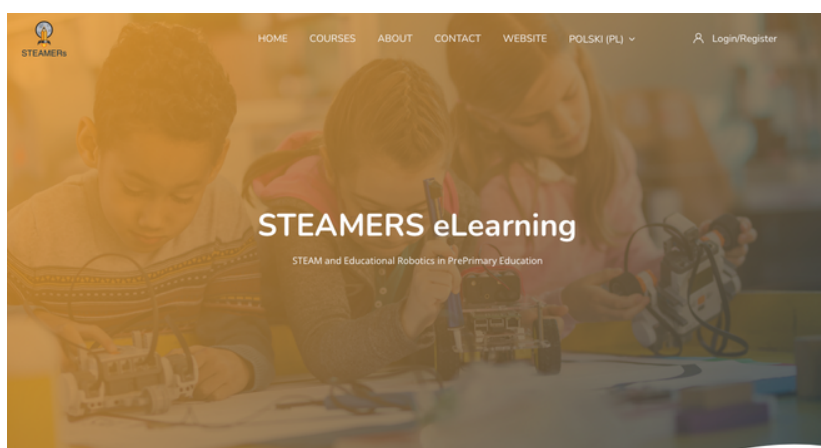 STEAMERs
HOME COURSES ABOUT CONTACT WEBSITE POLSKI (PL) Login/Register
STEAMERS eLearning
STEAM and Educational Robotics in PrePrimary Education